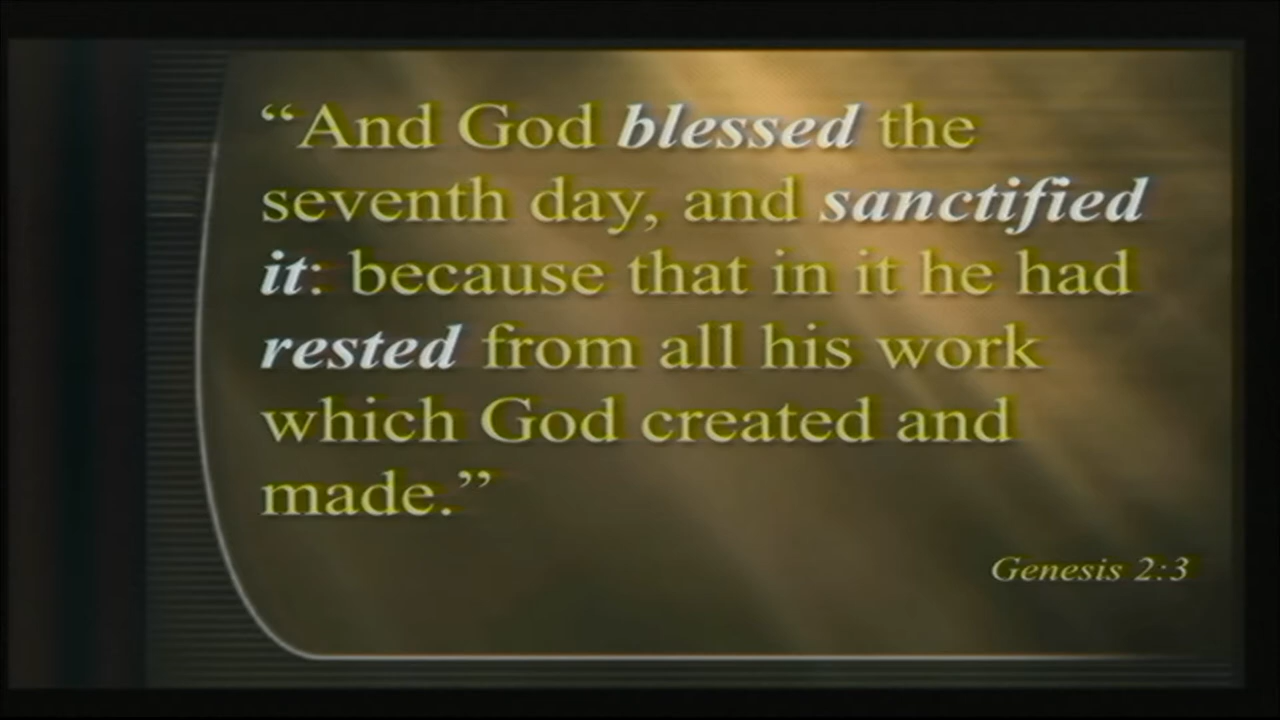 “And God blessed the
seventh day, and sanctified
it: because that in it he had
rested from all his work
which God created and
made.”
Genesis 2:3